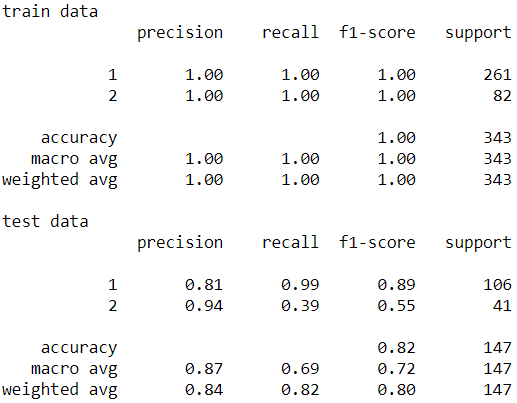 train data
precision recall f1-score support
1 1.00 1.00 1.00 261
2 1.00 1.00 1.00 82
accuracy 1.00 343
macro avg 1.00 1.00 1.00 343
weighted avg 1.00 1.00 1.00 343
test data
precision recall f1-score support
1 0.81 0.99 0.89 106
2 0.94 0.39 0.55 41
accuracy 0.82 147
macro avg 0.87 0.69 0.72 147
weighted avg 0.84 0.82 0.80 147